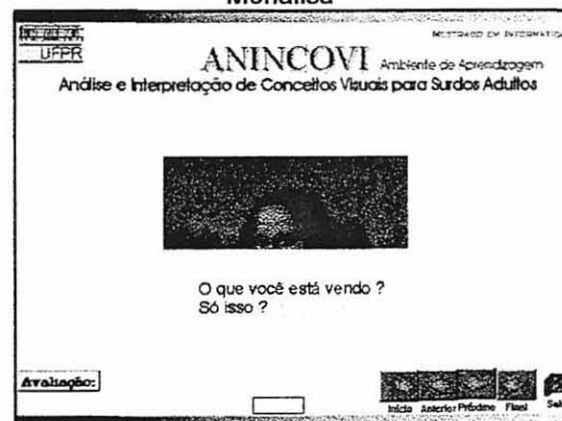 Monalisa
UFPR
MESTRADO EM INFORMÁTICA
ANINCOVI Ambiente de Aprendizagem
Análise e Interpretação de Conceitos Visuais para Surdos Adultos
O que você está vendo ?
Só isso ?
Avaliação:
Início Anterior Próximo Final